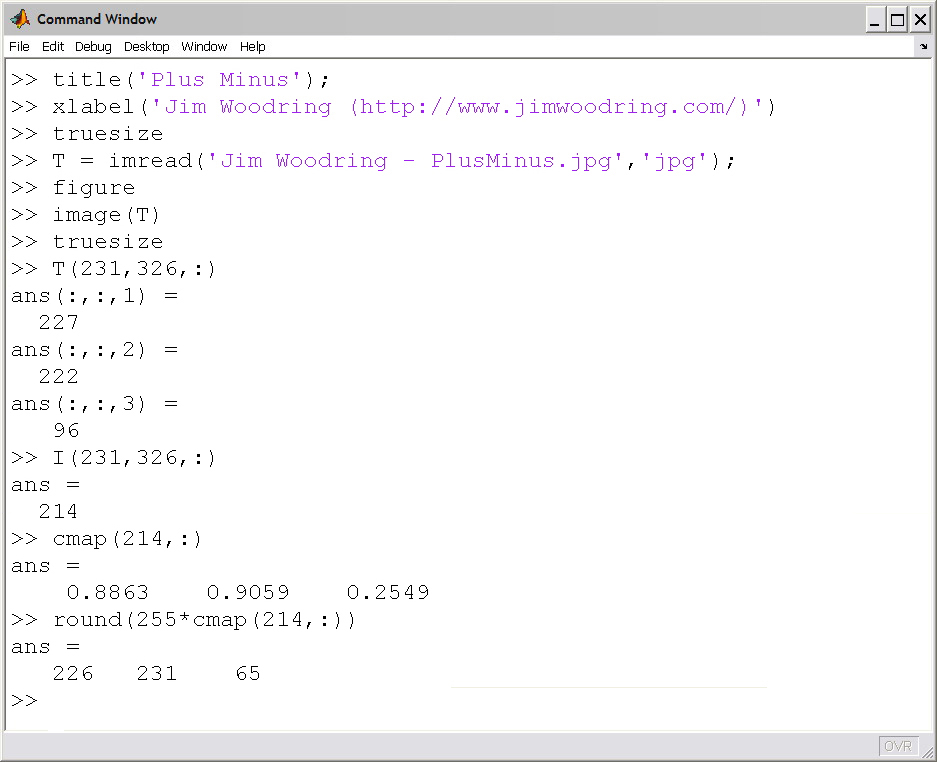 Command Window
File Edit Debug Desktop Window Help
>> title('Plus Minus');
>> xlabel('Jim Woodring (http://www.jimwoodring.com/)')
>> truesize
>> T = imread('Jim Woodring - PlusMinus.jpg','jpg');
>> figure
>> image(T)
>> truesize
>> T(231,326,:)
ans(:,:,1) =
227
ans(:,:,2) =
222
ans(:,:,3) =
96
>> I(231,326,:)
ans =
214
>> cmap(214,:)
ans =
0.8863 0.9059 0.2549
>> round(255*cmap(214,:))
ans =
226 231 65
>>
OVR